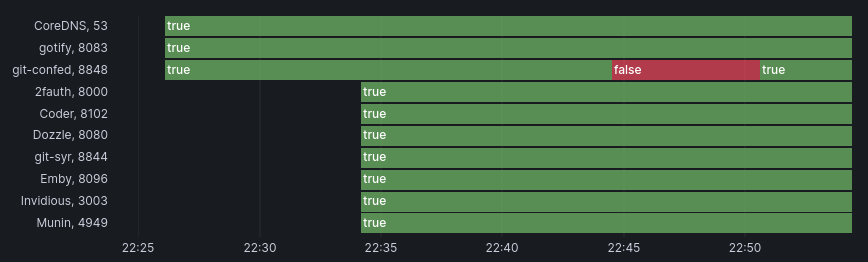 CoreDNS, 53 true
gotify, 8083 true
git-confed, 8848 true false true
2fauth, 8000 true
Coder, 8102 true
Dozzle, 8080 true
git-syr, 8844 true
Emby, 8096 true
Invidious, 3003 true
Munin, 4949 true
22:25 22:30 22:35 22:40 22:45 22:50